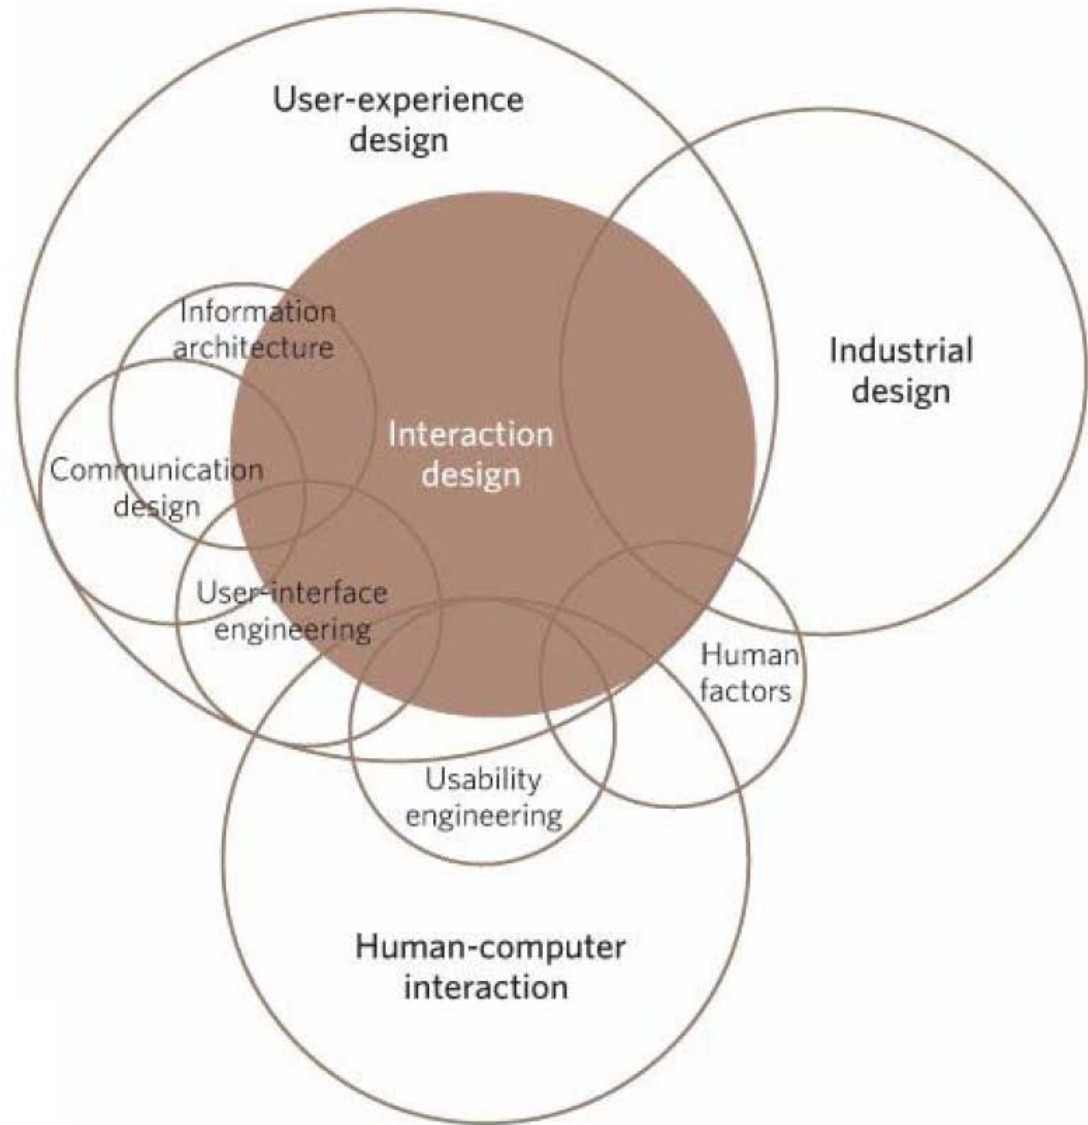 User-experience
design
Information
architecture
Industrial
design
Interaction
design
Communication
design
User-interface
engineering
Human
factors
Usability
engineering
Human-computer
interaction